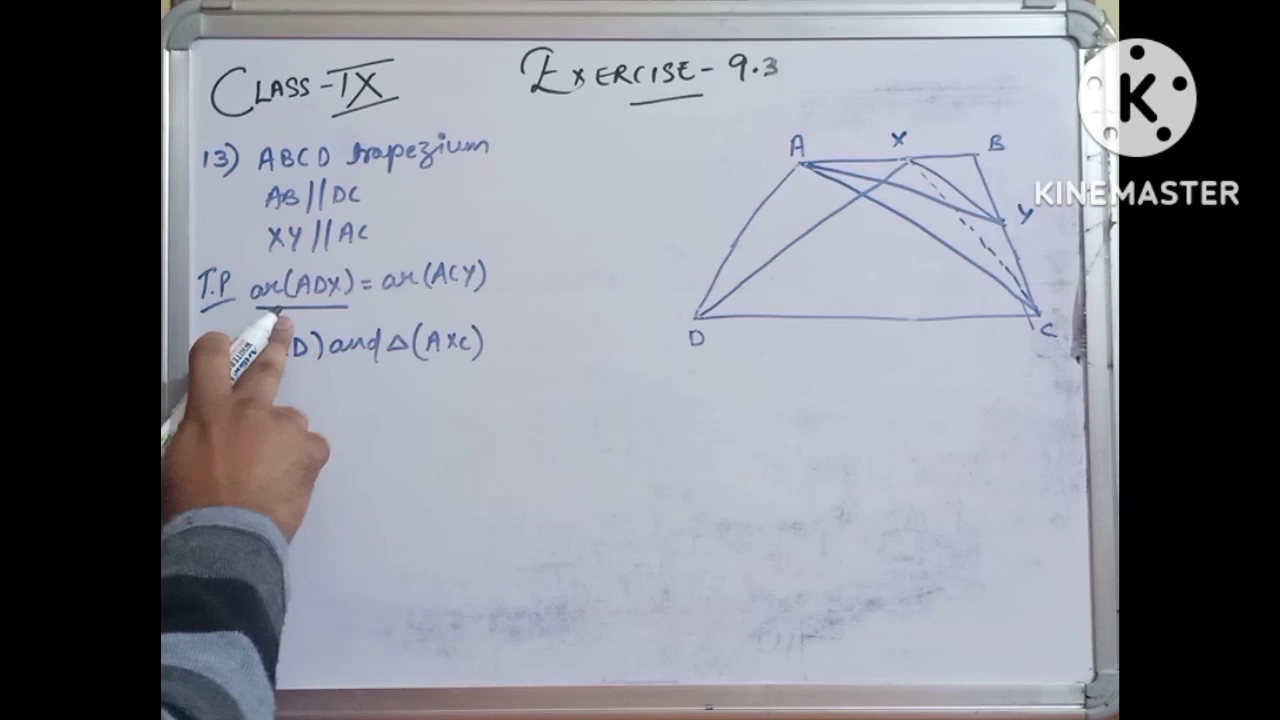 CLASS-IX
EXERCISE-9.3
13) ABCD trapezium
AB//DC
XY//AC
T.P ar(ADX)=ar(ACY)
D) and Δ(AXC)
A
X
B
Y
D
C
K
KINEMASTER